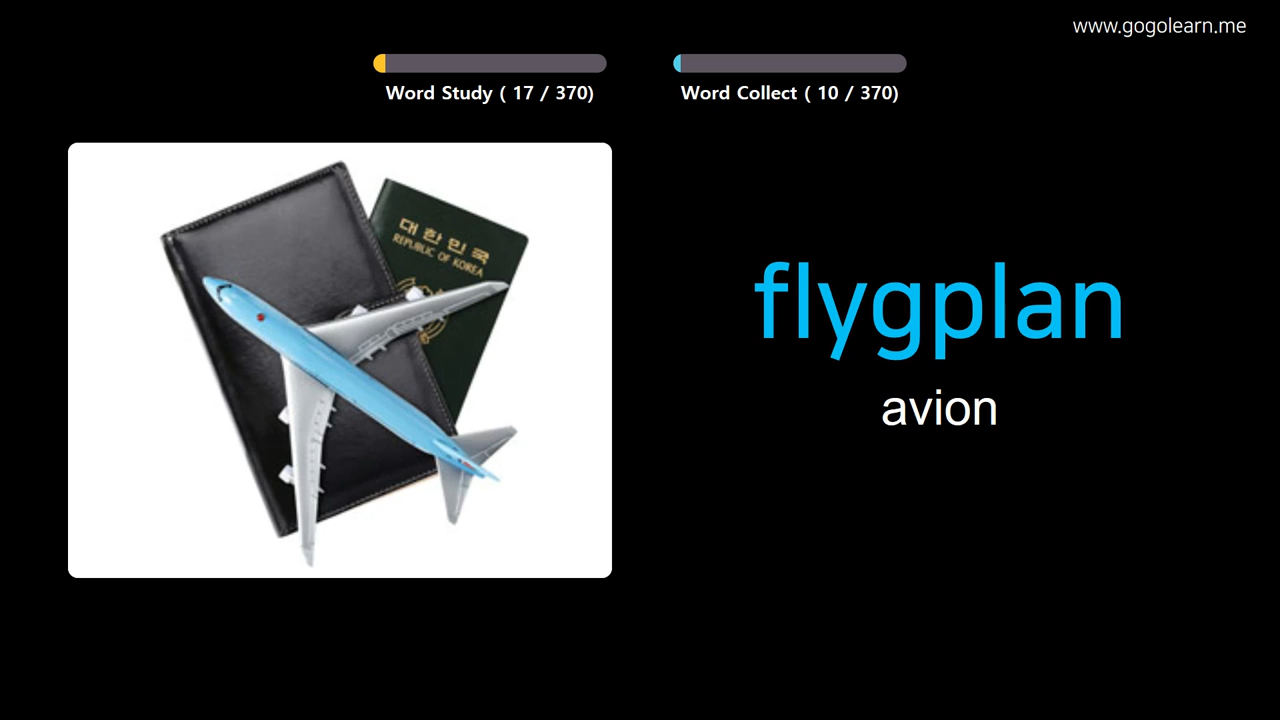 www.gogolearn.me
Word Study ( 17 / 370)
Word Collect ( 10 / 370)
대한민국
REPUBLIC OF KOREA
flygplan
avion